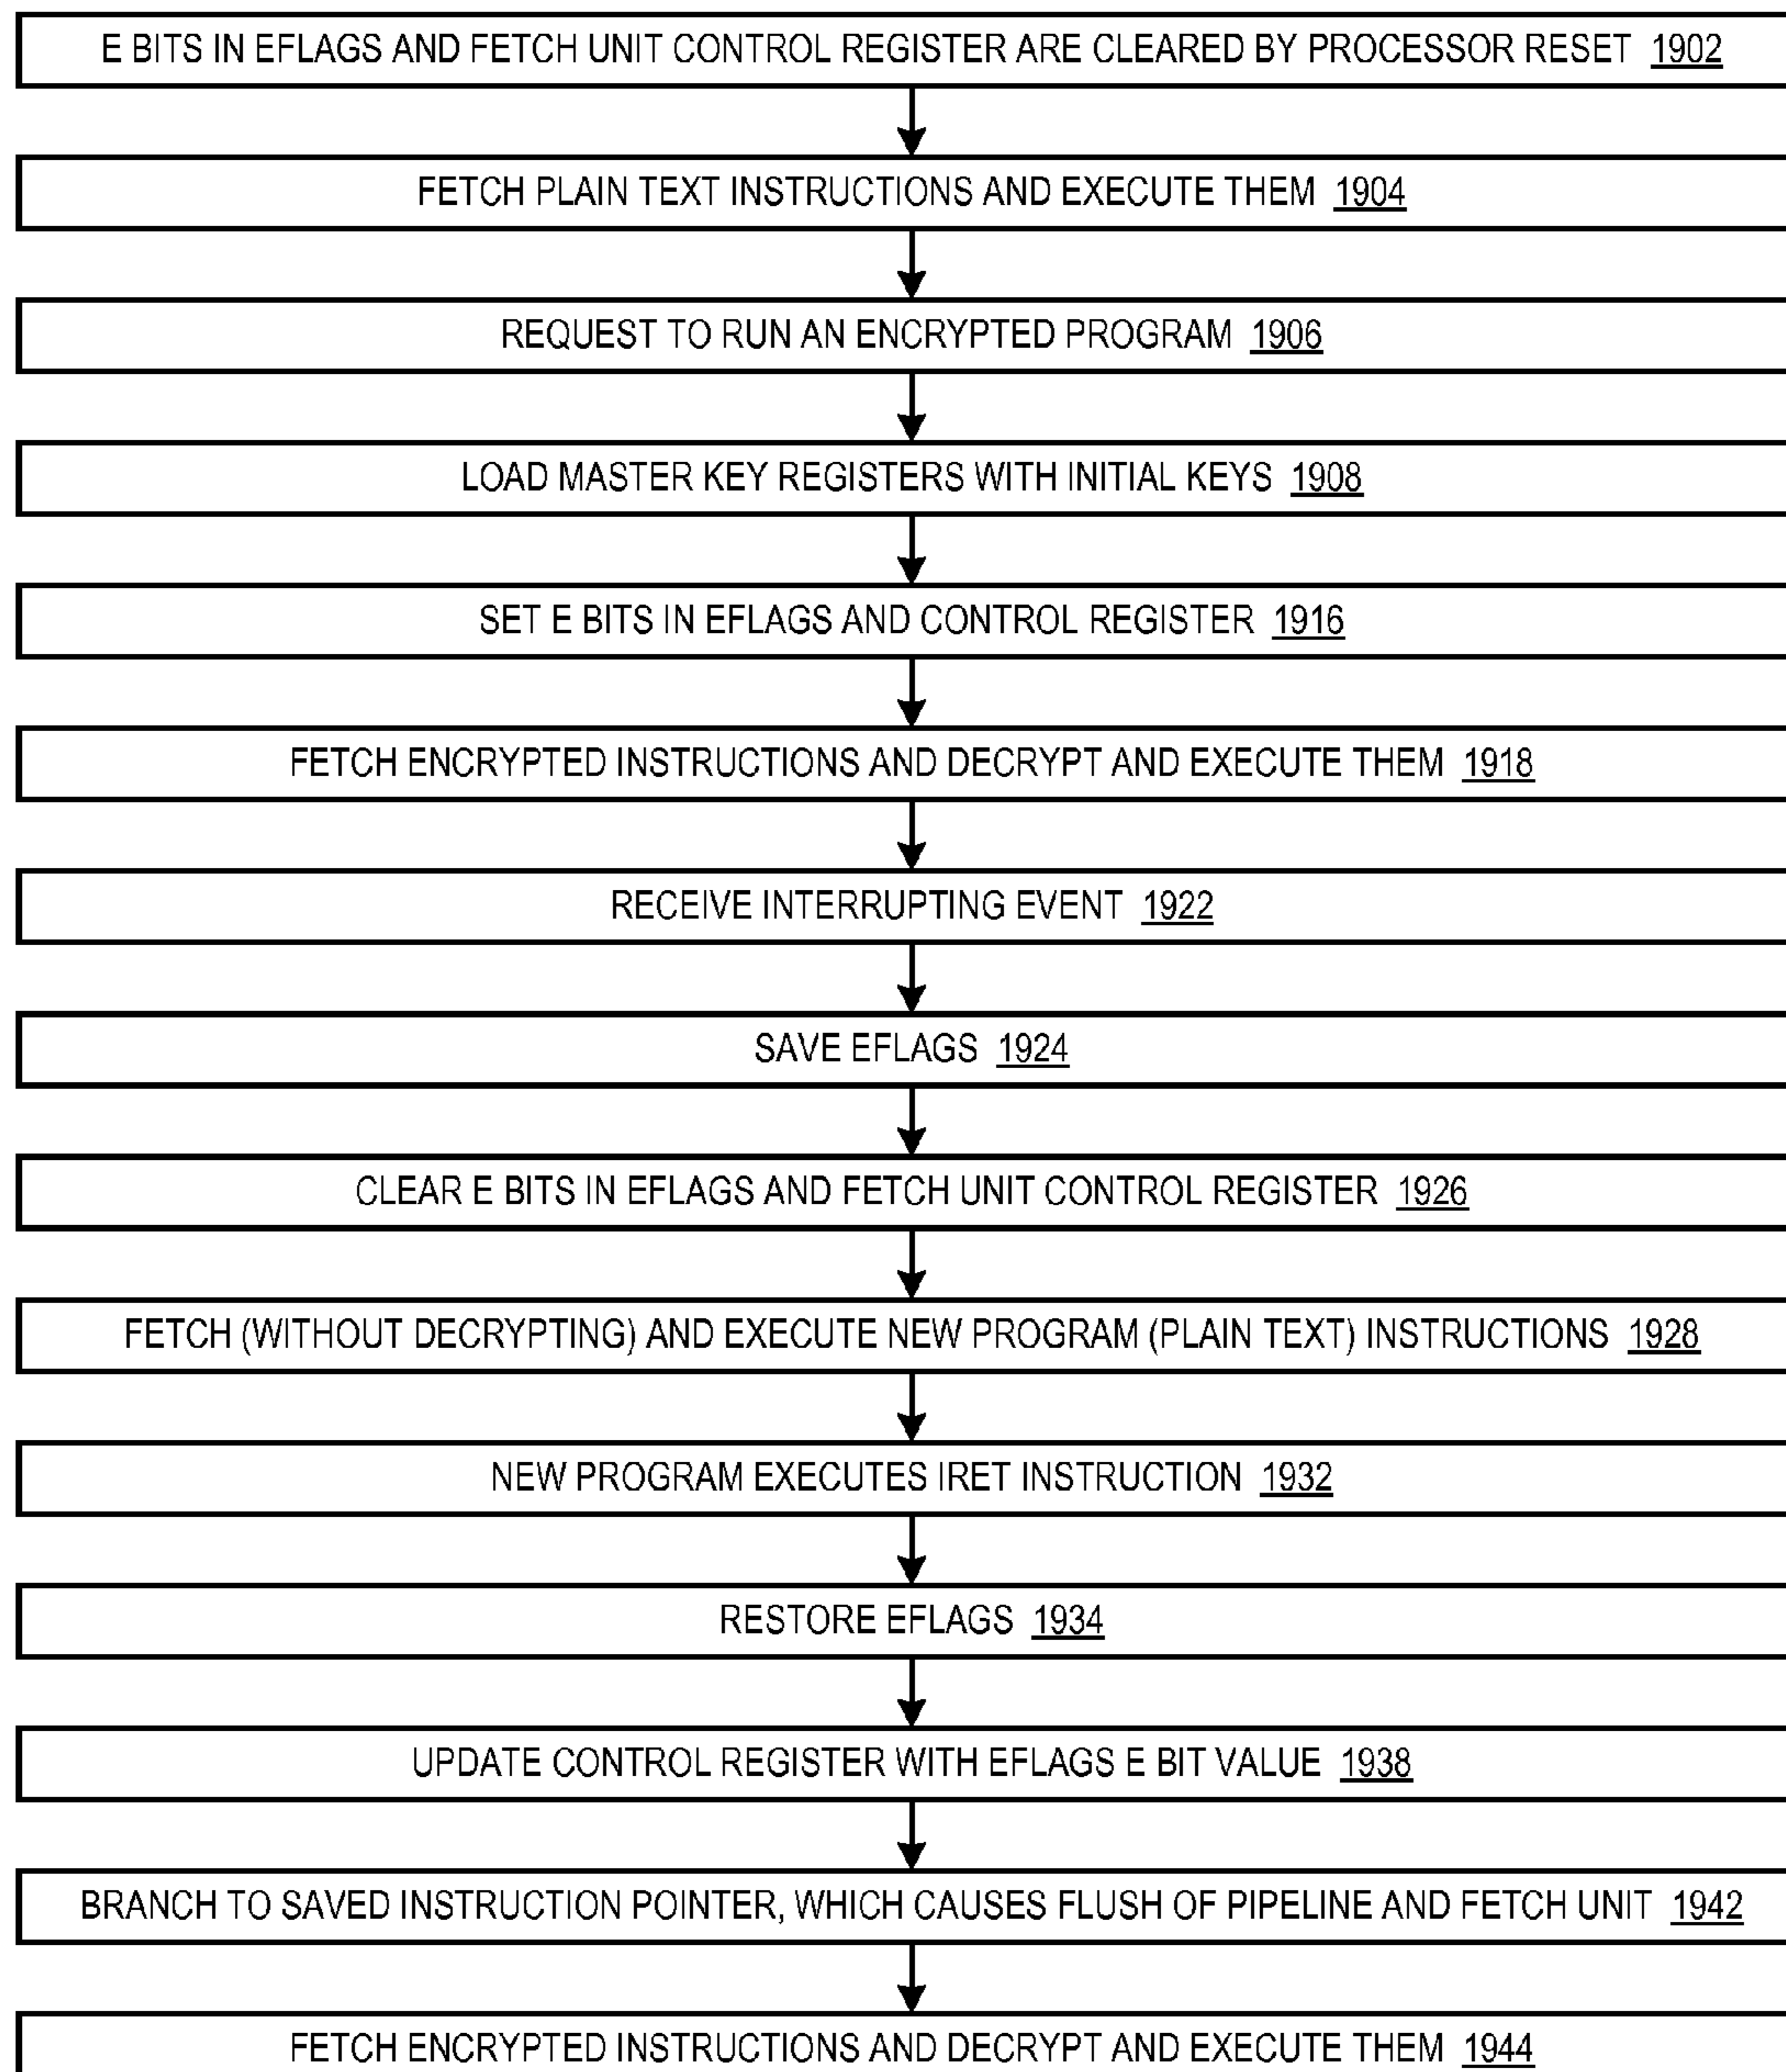 E BITS IN EFLAGS AND FETCH UNIT CONTROL REGISTER ARE CLEARED BY PROCESSOR RESET 1902
FETCH PLAIN TEXT INSTRUCTIONS AND EXECUTE THEM 1904
REQUEST TO RUN AN ENCRYPTED PROGRAM 1906
LOAD MASTER KEY REGISTERS WITH INITIAL KEYS 1908
SET E BITS IN EFLAGS AND CONTROL REGISTER 1916
FETCH ENCRYPTED INSTRUCTIONS AND DECRYPT AND EXECUTE THEM 1918
RECEIVE INTERRUPTING EVENT 1922
SAVE EFLAGS 1924
CLEAR E BITS IN EFLAGS AND FETCH UNIT CONTROL REGISTER 1926
FETCH (WITHOUT DECRYPTING) AND EXECUTE NEW PROGRAM (PLAIN TEXT) INSTRUCTIONS 1928
NEW PROGRAM EXECUTES IRET INSTRUCTION 1932
RESTORE EFLAGS 1934
UPDATE CONTROL REGISTER WITH EFLAGS E BIT VALUE 1938
BRANCH TO SAVED INSTRUCTION POINTER, WHICH CAUSES FLUSH OF PIPELINE AND FETCH UNIT 1942
FETCH ENCRYPTED INSTRUCTIONS AND DECRYPT AND EXECUTE THEM 1944